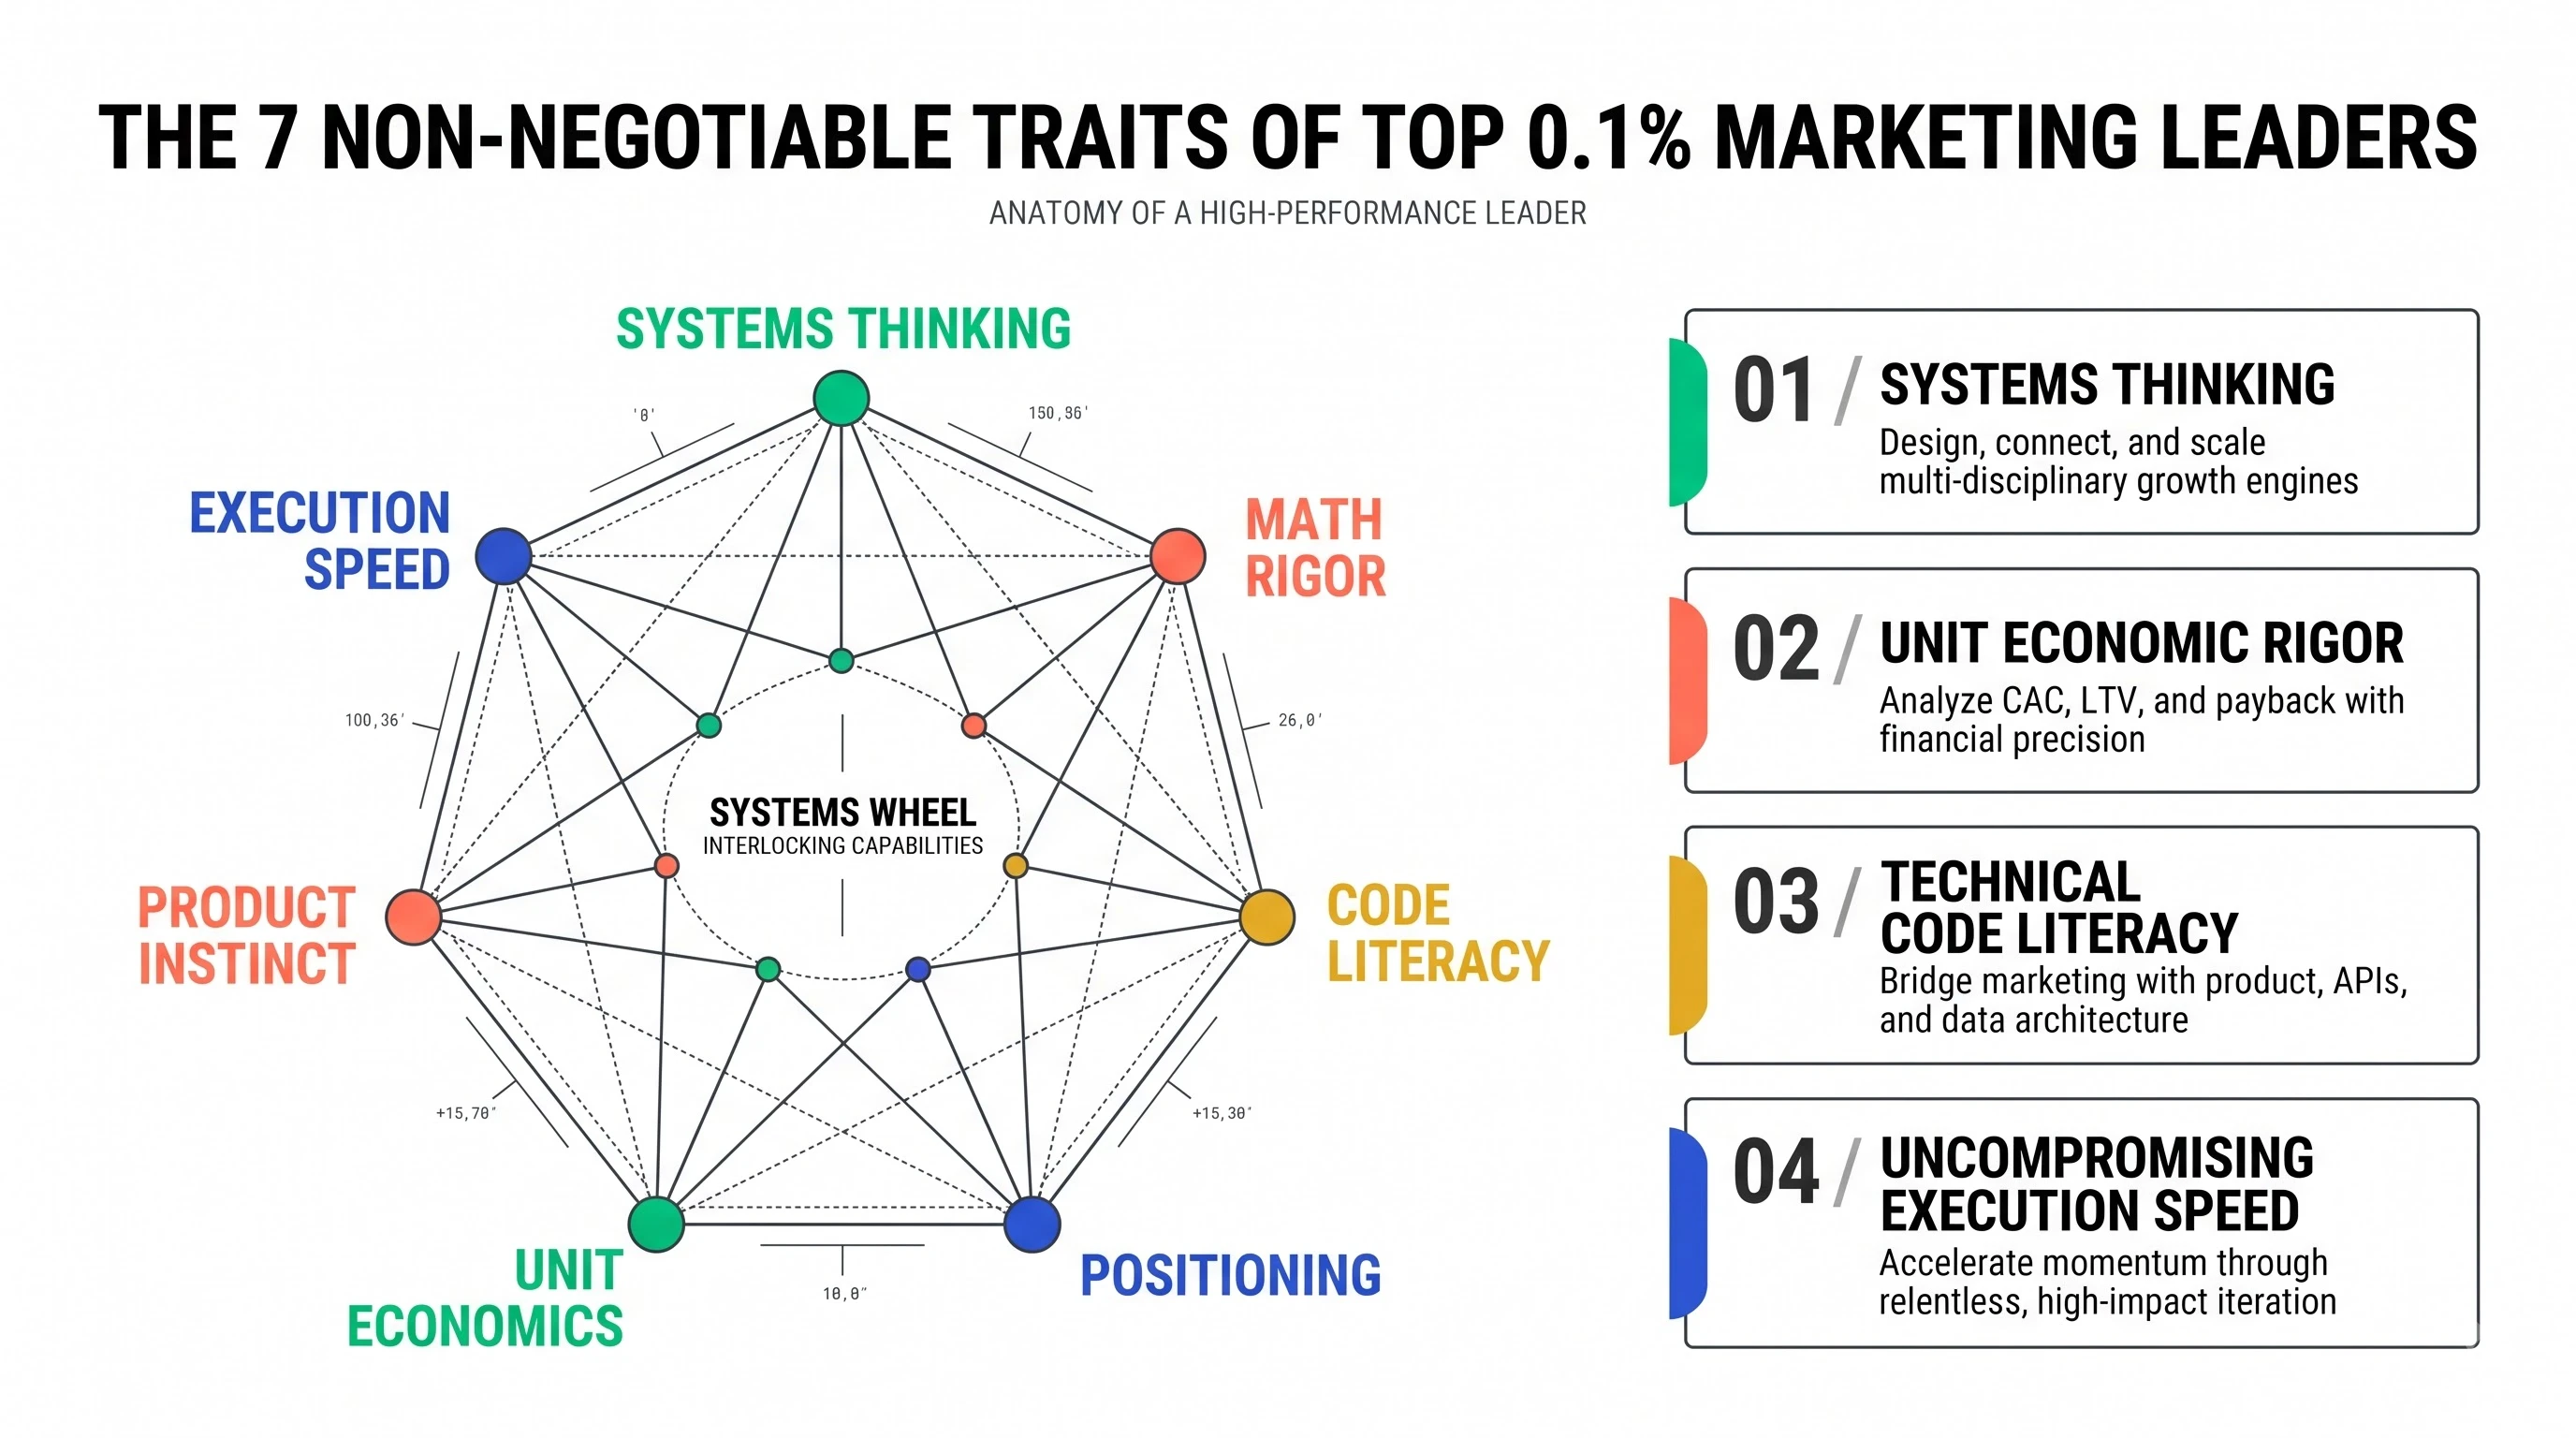 THE 7 NON-NEGOTIABLE TRAITS OF TOP 0.1% MARKETING LEADERS
ANATOMY OF A HIGH-PERFORMANCE LEADER
SYSTEMS THINKING
'0'
150,96'
EXECUTION
SPEED
MATH
RIGOR
100,36'
26,0'
SYSTEMS WHEEL
INTERLOCKING CAPABILITIES
PRODUCT
INSTINCT
CODE
LITERACY
+15,70"
+15,30"
UNIT
ECONOMICS
POSITIONING
10,0"
01 / SYSTEMS THINKING
Design, connect, and scale
multi-disciplinary growth engines
02 / UNIT ECONOMIC RIGOR
Analyze CAC, LTV, and payback with
financial precision
03 / TECHNICAL
CODE LITERACY
Bridge marketing with product, APIs,
and data architecture
04 / UNCOMPROMISING
EXECUTION SPEED
Accelerate momentum through
relentless, high-impact iteration